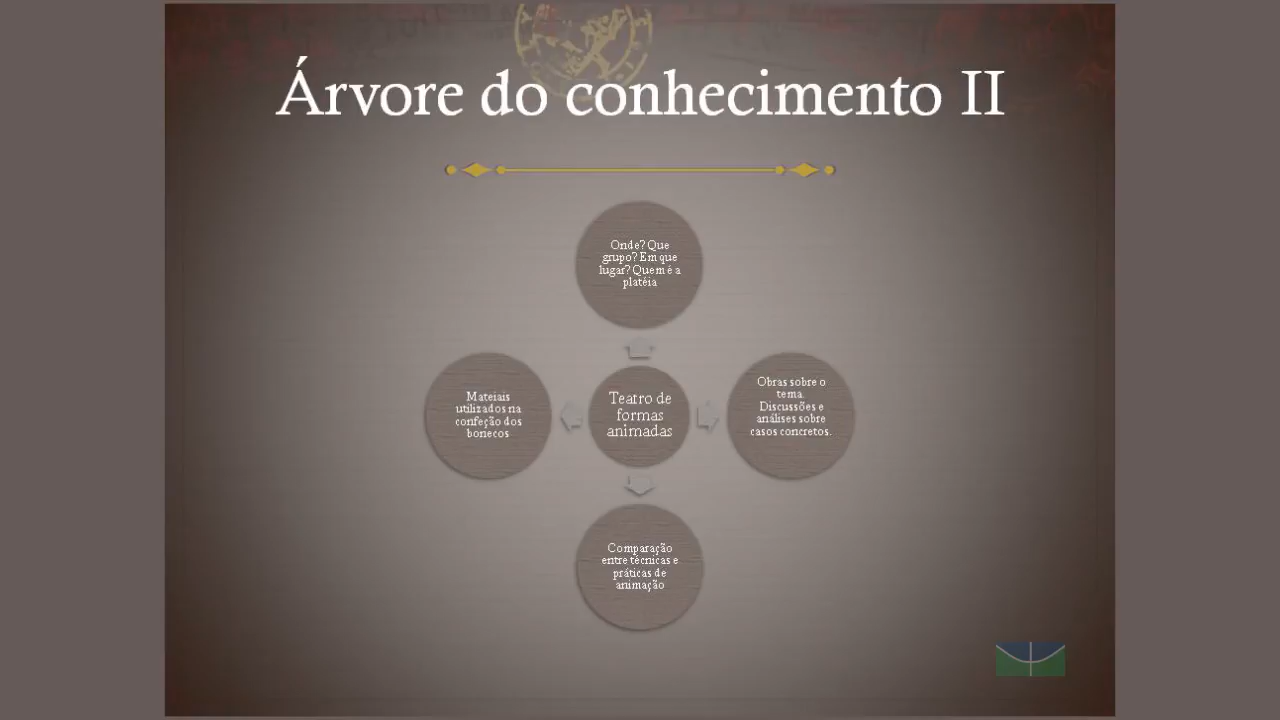 Árvore do conhecimento II
Onde? Que
grupo? Em que
lugar? Quem é a
platéia
Mateiais
utilizados na
confeção dos
bonecos
Teatro de
formas
animadas
Obras sobre o
tema.
Discussões e
análises sobre
casos concretos.
Comparação
entre técnicas e
práticas de
animação